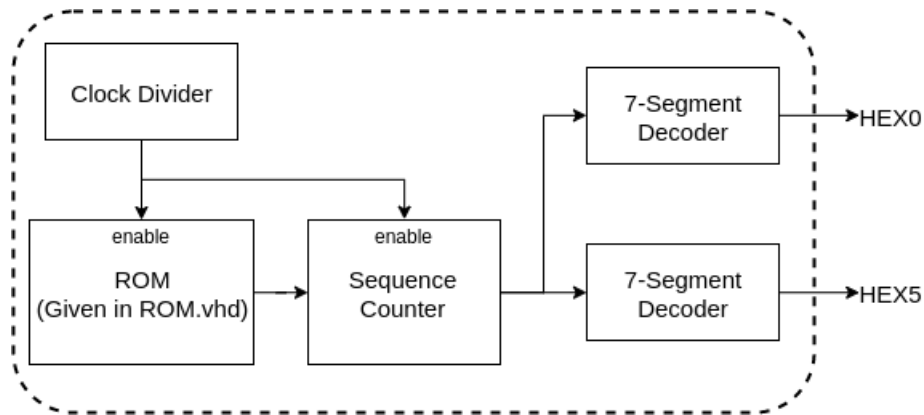 Clock Divider
7-Segment
Decoder
HEX0
enable
ROM
(Given in ROM.vhd)
enable
Sequence
Counter
7-Segment
Decoder
HEX5